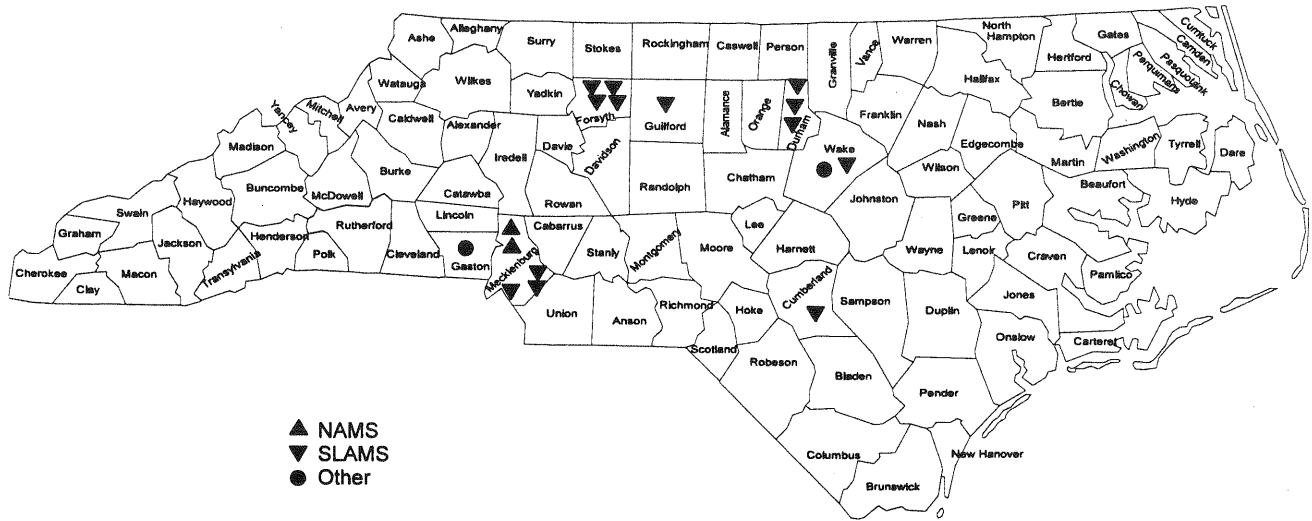 Ashe
Alleghany
Surry
Stokes
Rockingham
Caswell
Person
Granville
Vance
Warren
North
Hampton
Gates
Currituck
Camden
Pasquotank
Perquimans
Chowan
Hertford
Halifax
Bertie
Watauga
Wilkes
Yadkin
Forsyth
Guilford
Alamance
Orange
Durham
Franklin
Nash
Edgecombe
Martin
Washington
Tyrrell
Dare
Mitchell
Avery
Yancey
Caldwell
Alexander
Iredell
Davie
Davidson
Randolph
Chatham
Wake
Wilson
Johnston
Pitt
Beaufort
Hyde
Madison
Buncombe
McDowell
Burke
Catawba
Rowan
Swain
Haywood
Graham
Jackson
Henderson
Rutherford
Lincoln
Cabarrus
Lee
Harnett
Wayne
Greene
Lenoir
Craven
Pamlico
Cherokee
Clay
Macon
Transylvania
Polk
Cleveland
Gaston
Mecklenburg
Stanly
Montgomery
Moore
Cumberland
Sampson
Duplin
Jones
Onslow
Carteret
Union
Anson
Richmond
Hoke
Scotland
Robeson
Bladen
Pender
Columbus
New Hanover
Brunswick
NAMS
SLAMS
Other